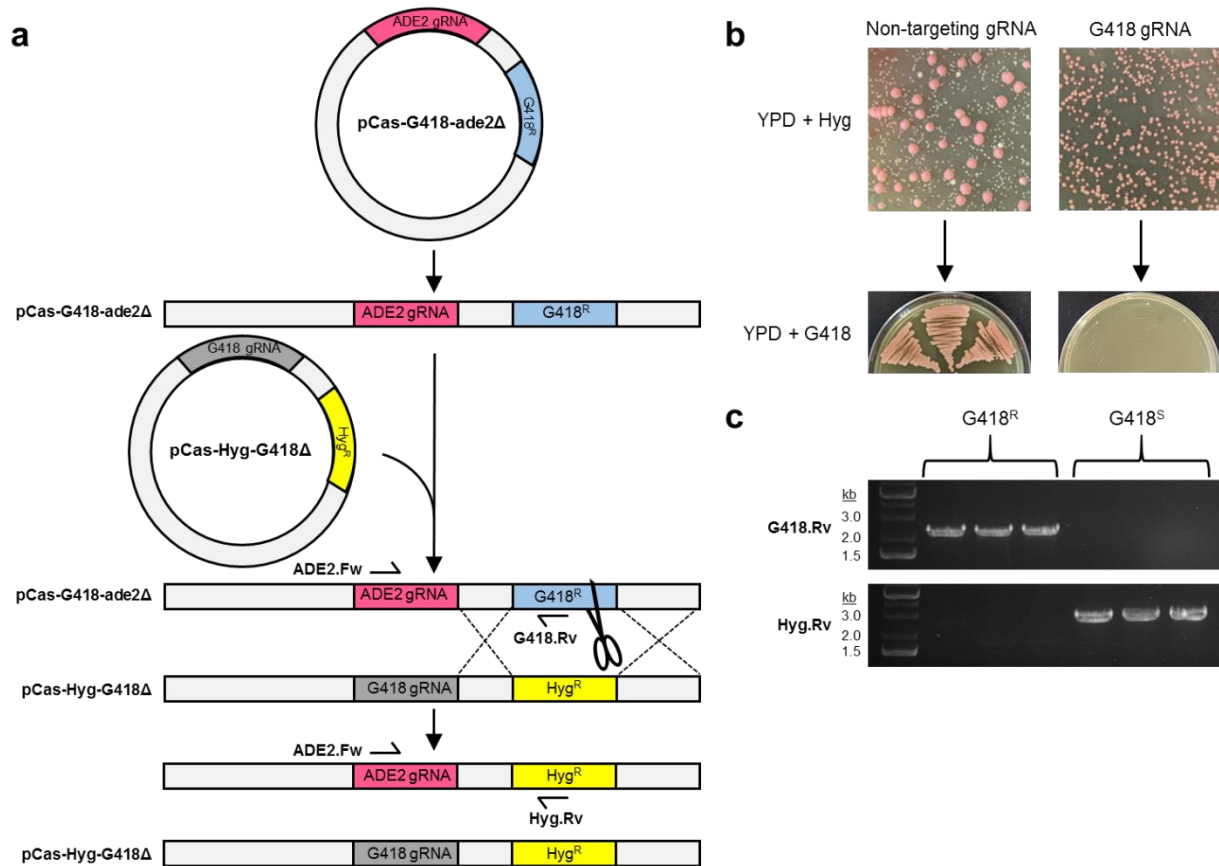 a
ADE2 gRNA
G418R
pCas-G418-ade2Δ
pCas-G418-ade2Δ
ADE2 gRNA
G418R
G418 gRNA
HygR
pCas-Hyg-G418Δ
ADE2.Fw
pCas-G418-ade2Δ
ADE2 gRNA
G418R
G418.Rv
pCas-Hyg-G418Δ
G418 gRNA
HygR
ADE2.Fw
ADE2 gRNA
HygR
Hyg.Rv
pCas-Hyg-G418Δ
G418 gRNA
HygR
b
Non-targeting gRNA
G418 gRNA
YPD + Hyg
YPD + G418
c
G418R
G418S
kb
3.0
2.0
1.5
G418.Rv
kb
3.0
2.0
1.5
Hyg.Rv